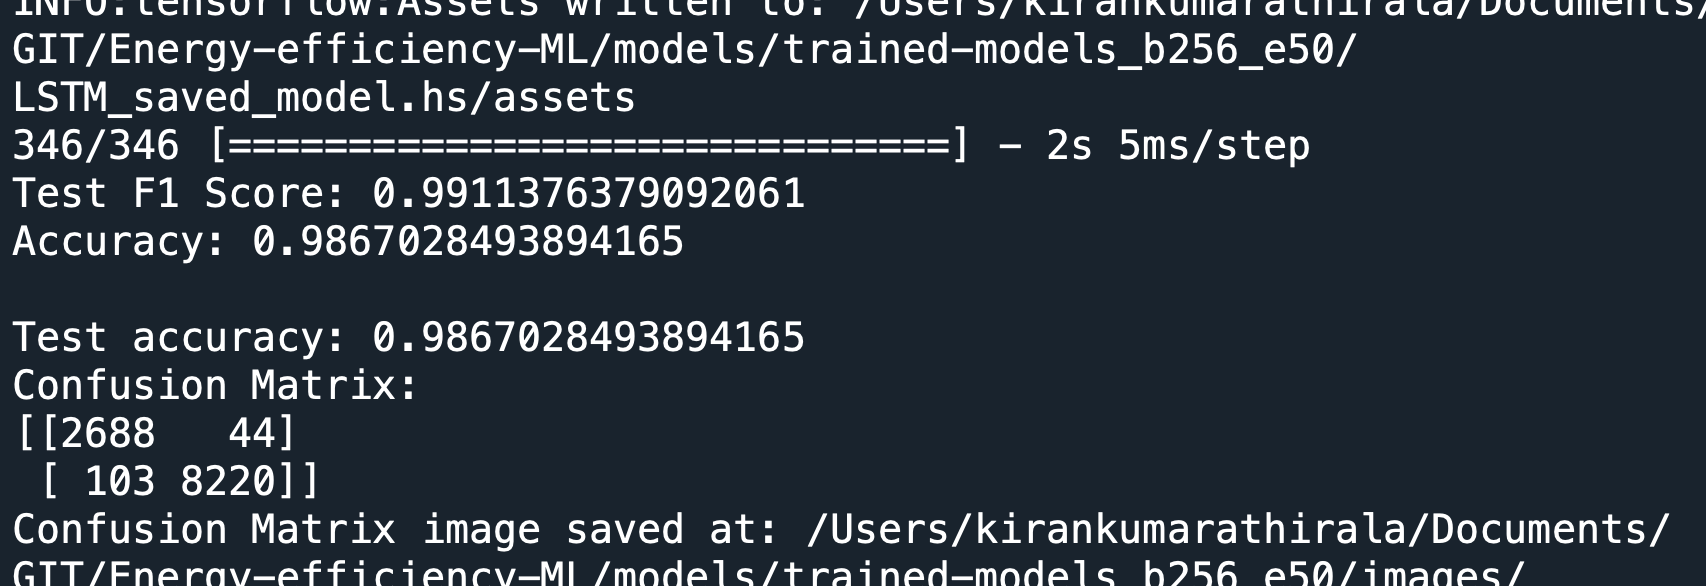 INFO:tensorflow:Assets written to: /Users/kirankumarathirala/Documents/
GIT/Energy-efficiency-ML/models/trained-models_b256_e50/
LSTM_saved_model.hs/assets
346/346 [==============================] - 2s 5ms/step
Test F1 Score: 0.9911376379092061
Accuracy: 0.9867028493894165
Test accuracy: 0.9867028493894165
Confusion Matrix:
[[2688   44]
 [ 103 8220]]
Confusion Matrix image saved at: /Users/kirankumarathirala/Documents/
GIT/Energy-efficiency-ML/models/trained-models_b256_e50/images/